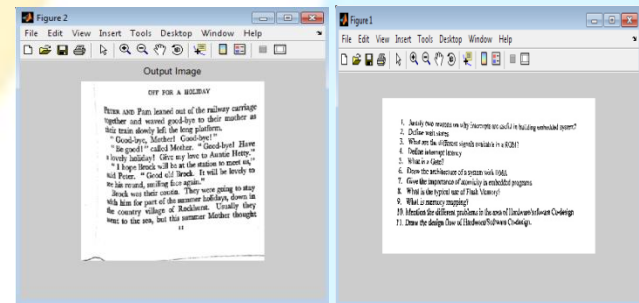 Figure 2
File Edit View Insert Tools Desktop Window Help
Output Image
OFF FOR A HOLIDAY
PETER AND Pam leaned out of the railway carriage
together and waved good-bye to their mother as
their train slowly left the long platform.
"Good-bye, Mother! Good-bye!"
"Be good!" called Mother. "Good-bye! Have
a lovely holiday! Give my love to Auntie Hetty."
"I hope Brock will be at the station to meet us,"
said Peter. "Good old Brock. It will be lovely to
see his round, smiling face again."
Brock was their cousin. They were going to stay
with him for part of the summer holidays, down in
the country village of Rockhurst. Usually they
went to the sea, but this summer Mother thought
11
Figure 1
File Edit View Insert Tools Desktop Window Help
1. Justify two reasons on why interrupts are useful in building embedded system?
2. Define wait states
3. What are the different signals available in a
4. Define interrupt latency
5. What is a
6. Draw the architecture of a system with
7. Give the importance of atomicity in embedded programs
8. What is the typical use of Flash Memory?
9. What is memory mapping?
10. Mention the different problems in the area of Hardware/software Co-design
11. Draw the design flow of Hardware/Software Co-design.